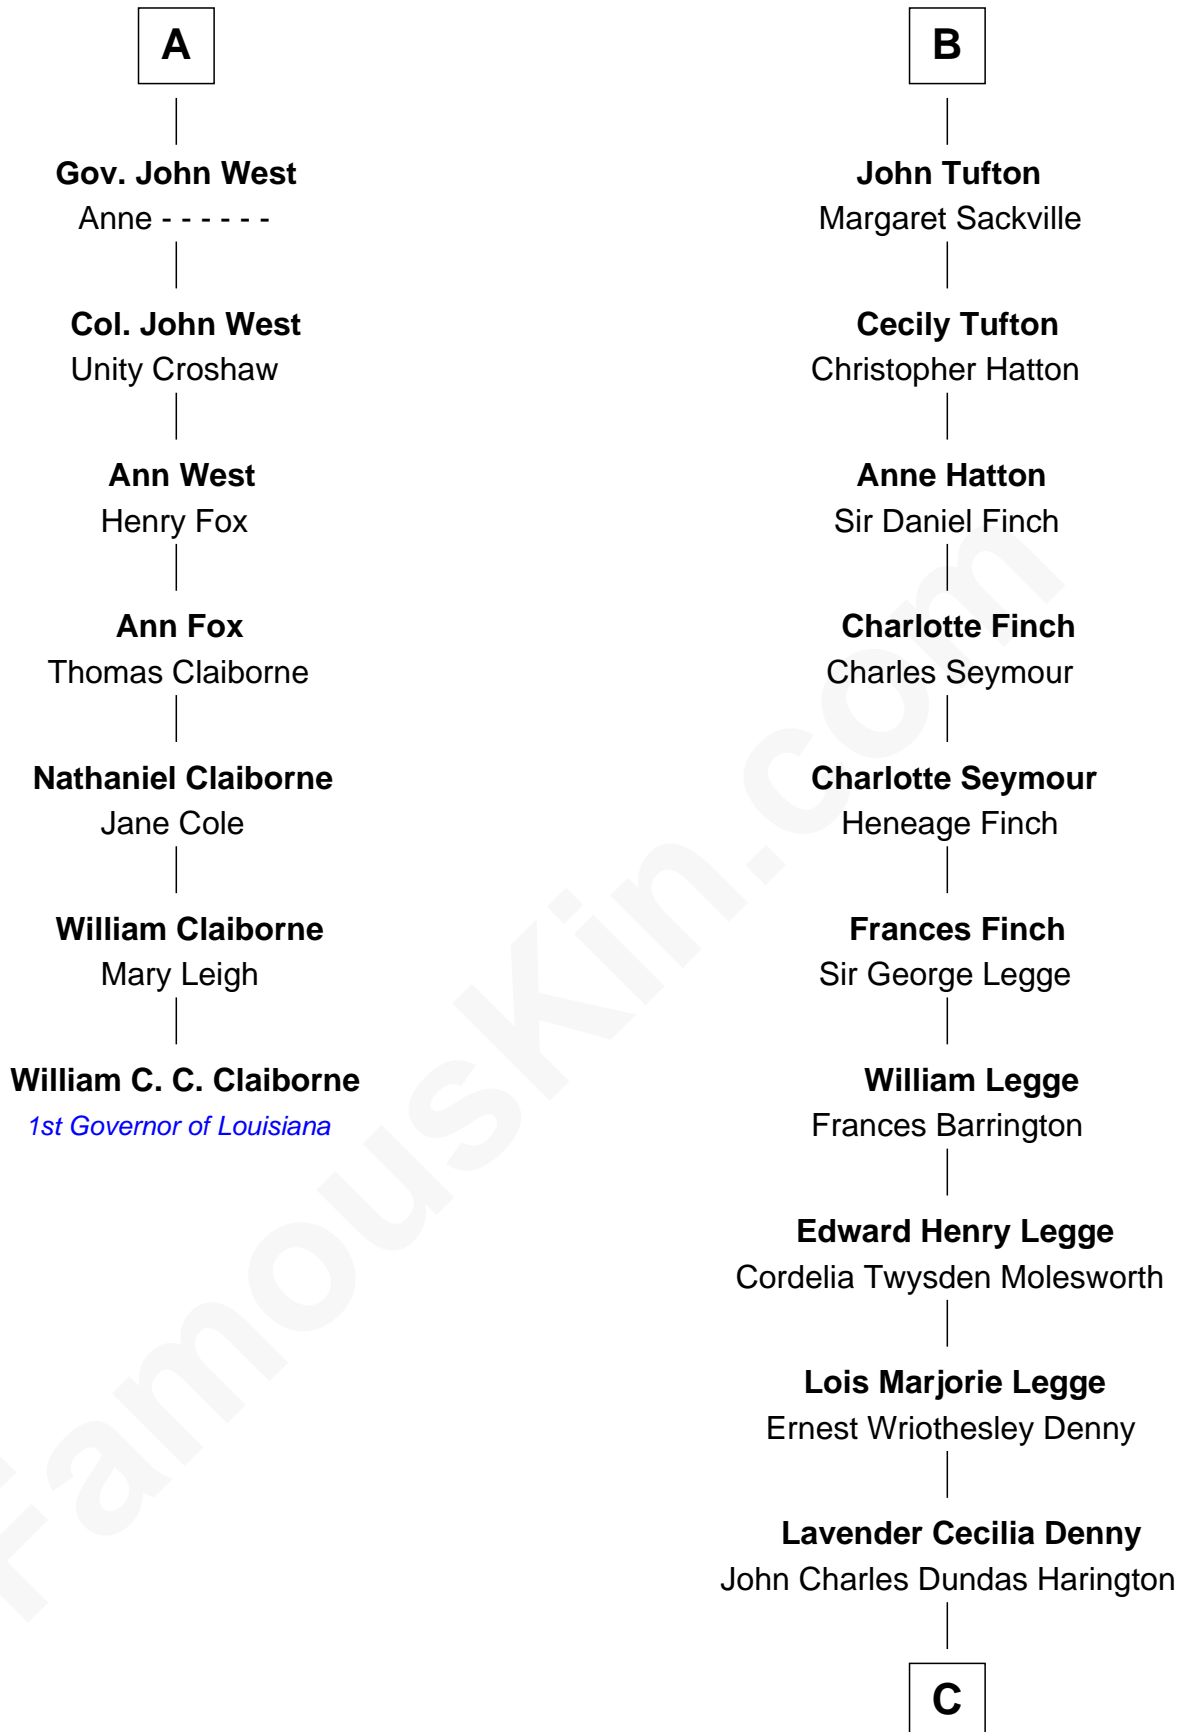 A
Gov. John West
Anne - - - - - -
Col. John West
Unity Croshaw
Ann West
Henry Fox
Ann Fox
Thomas Claiborne
Nathaniel Claiborne
Jane Cole
William Claiborne
Mary Leigh
William C. C. Claiborne
1st Governor of Louisiana
B
John Tufton
Margaret Sackville
Cecily Tufton
Christopher Hatton
Anne Hatton
Sir Daniel Finch
Charlotte Finch
Charles Seymour
Charlotte Seymour
Heneage Finch
Frances Finch
Sir George Legge
William Legge
Frances Barrington
Edward Henry Legge
Cordelia Twysden Molesworth
Lois Marjorie Legge
Ernest Wriothesley Denny
Lavender Cecilia Denny
John Charles Dundas Harington
C
FamousKin.com